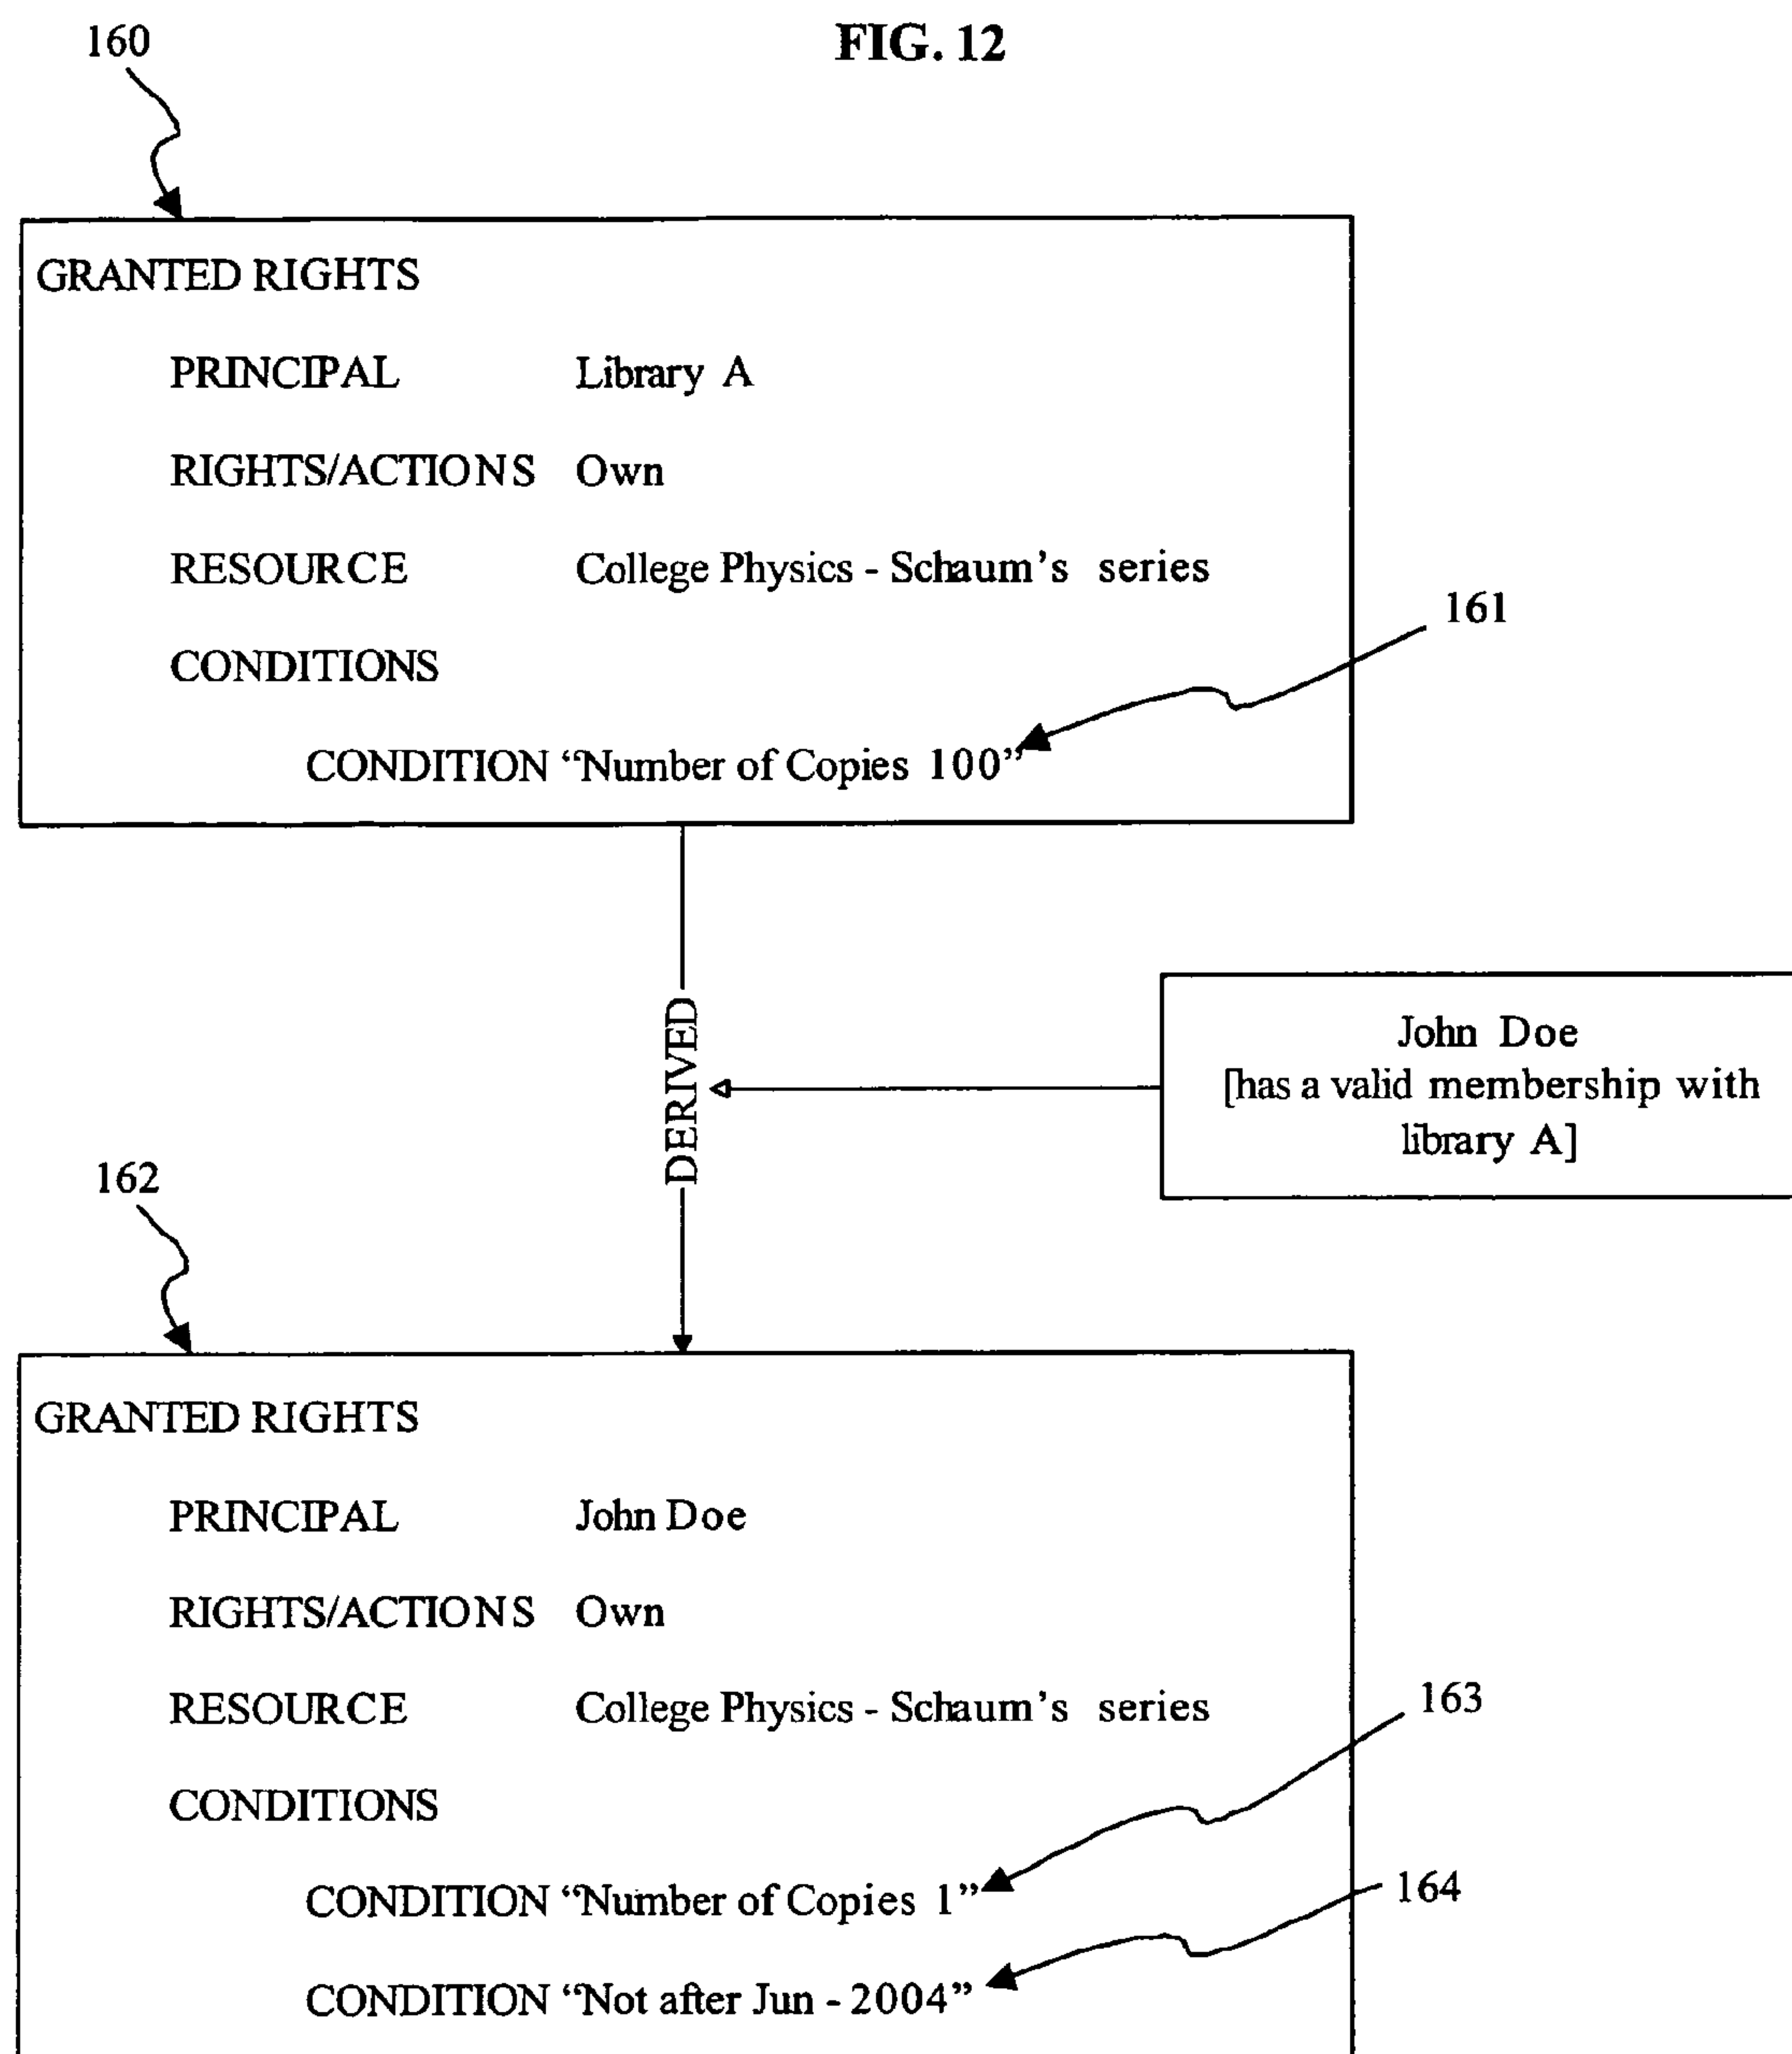 FIG. 12
160
GRANTED RIGHTS
PRINCIPAL Library A
RIGHTS/ACTIONS Own
RESOURCE College Physics - Schaum's series
161
CONDITIONS
CONDITION “Number of Copies 100”
DERIVED
John Doe
[has a valid membership with
library A]
162
GRANTED RIGHTS
PRINCIPAL John Doe
RIGHTS/ACTIONS Own
RESOURCE College Physics - Schaum's series
163
CONDITIONS
CONDITION “Number of Copies 1”
164
CONDITION “Not after Jun - 2004”